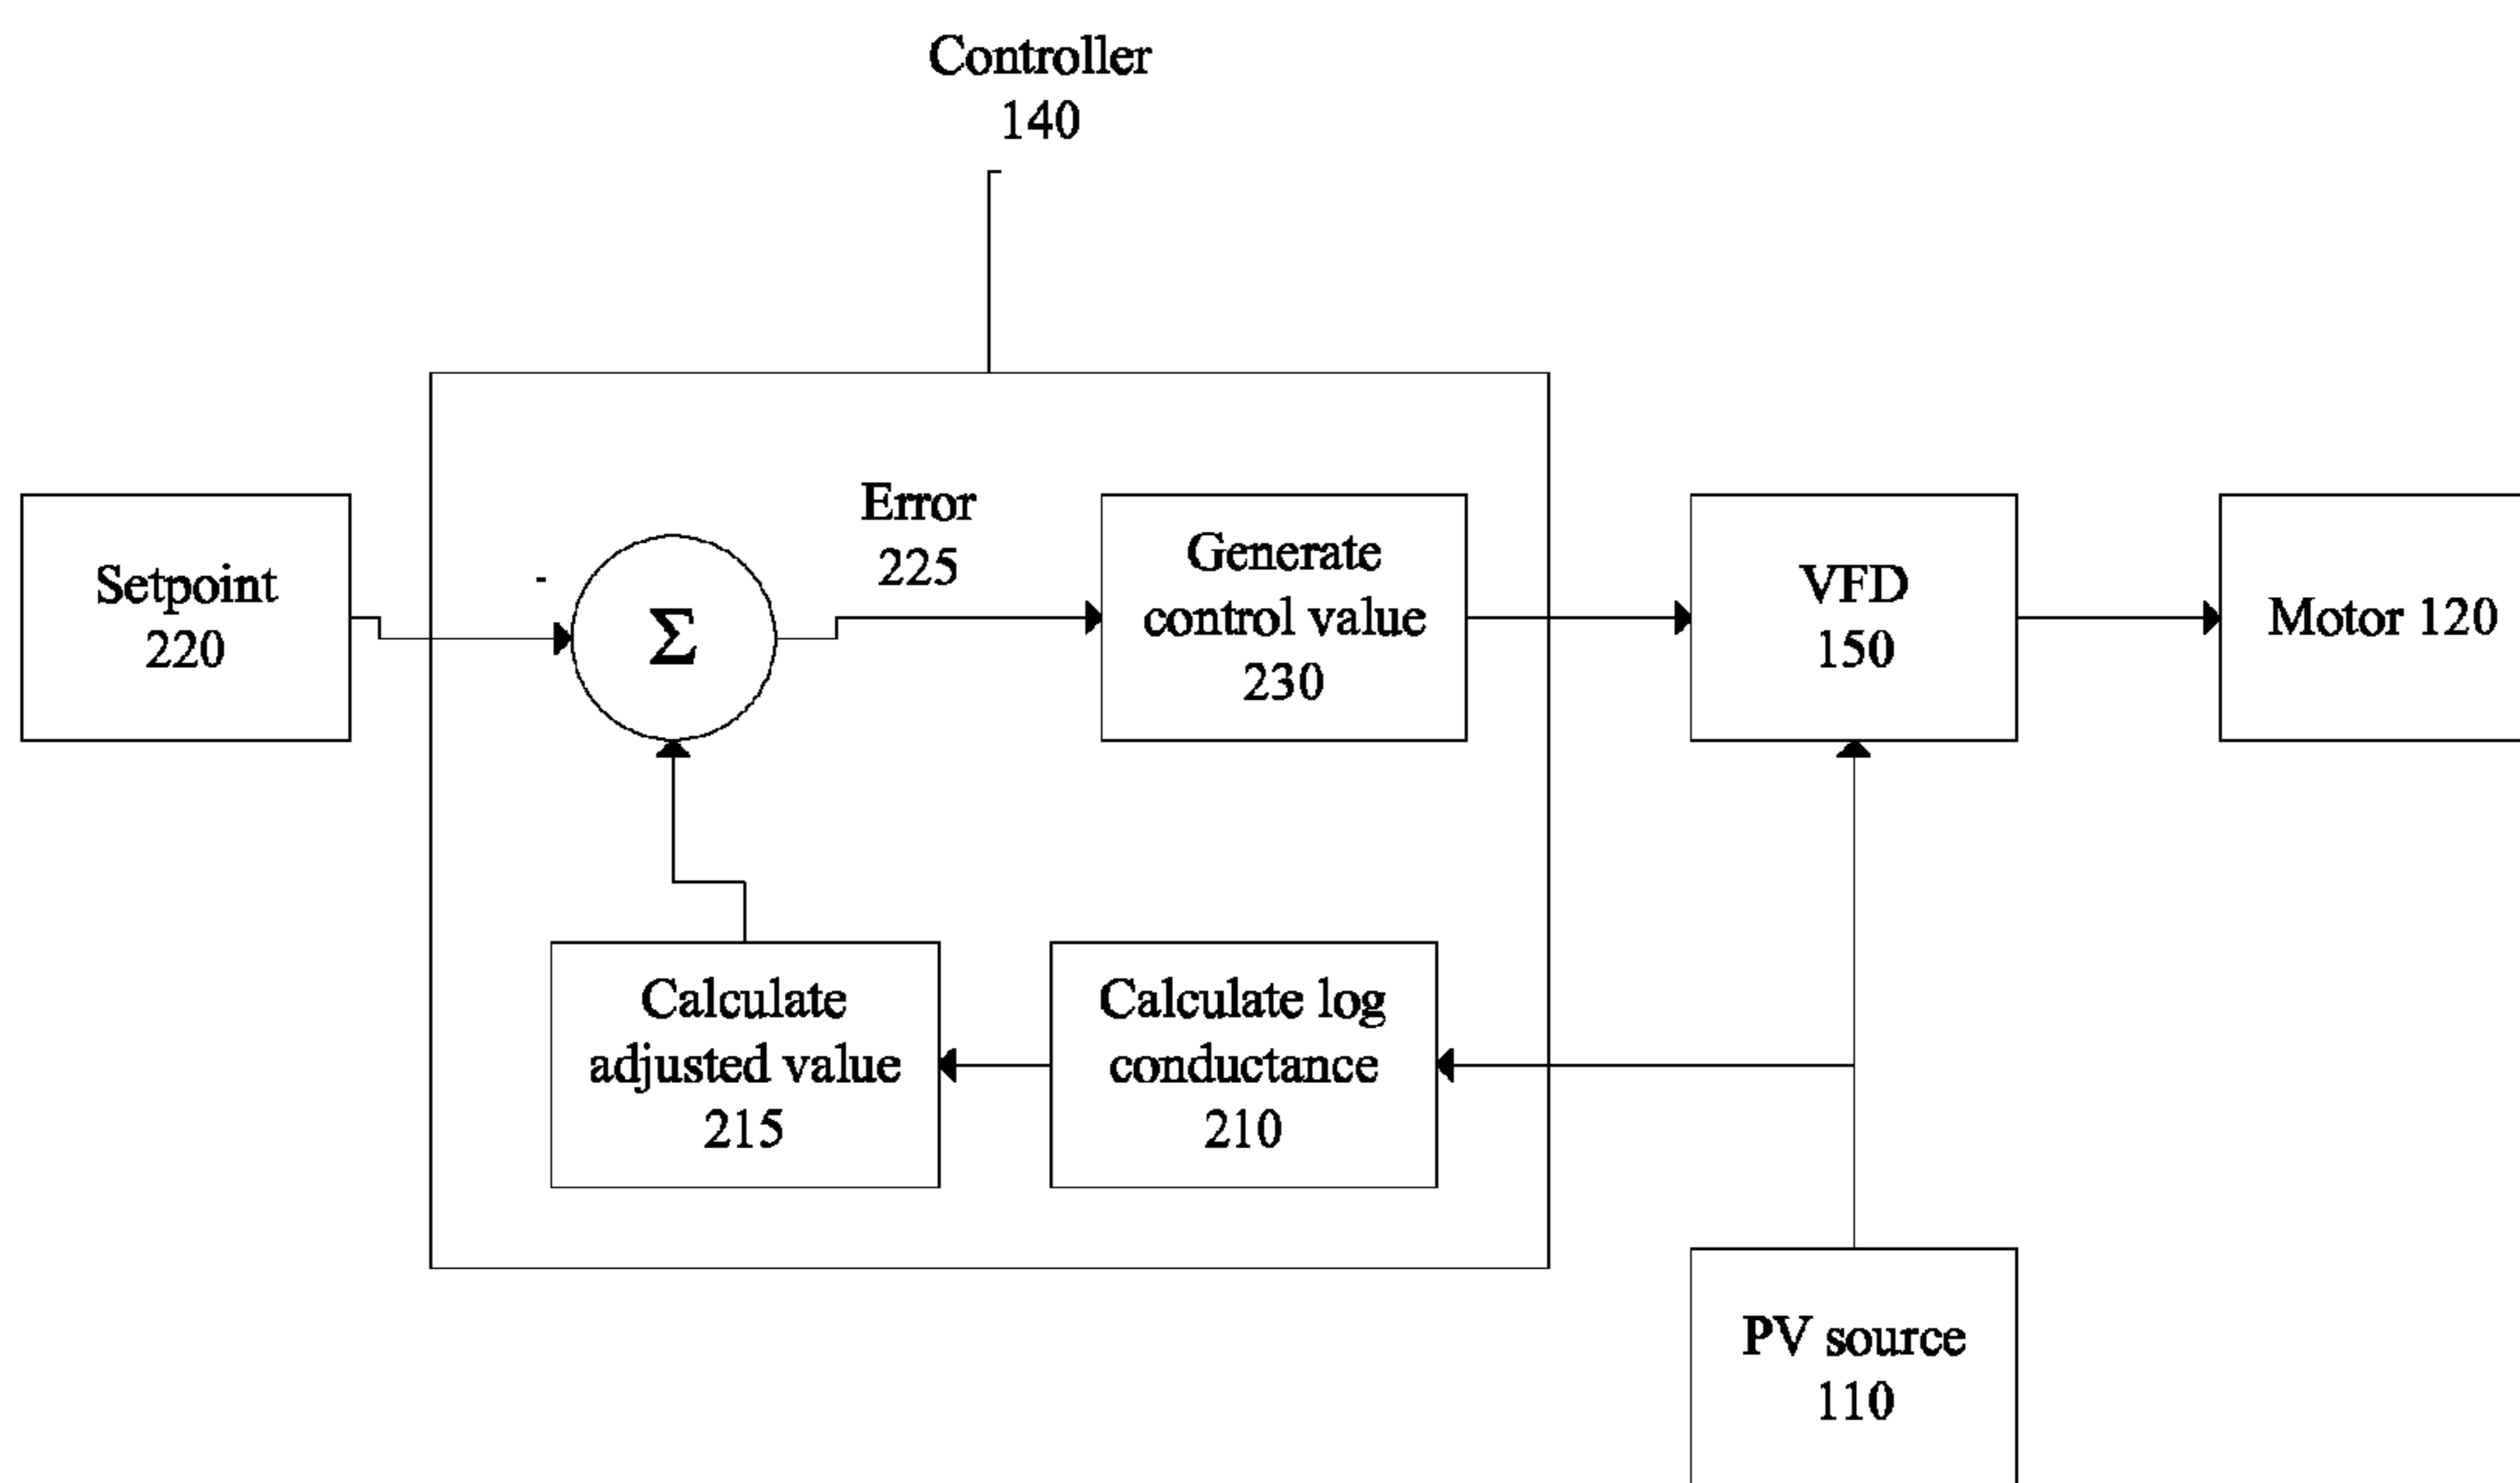 Controller
140
Error
225
Setpoint
220
-
Σ
Generate
control value
230
VFD
150
Motor 120
Calculate
adjusted value
215
Calculate log
conductance
210
PV source
110